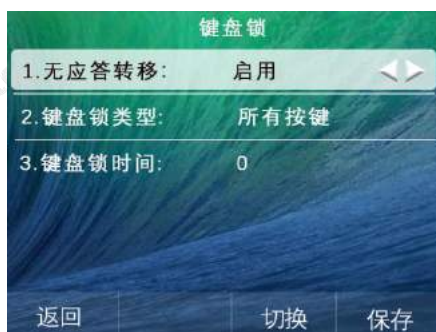 键盘锁
1.无应答转移: 启用
2.键盘锁类型: 所有按键
3.键盘锁时间: 0
返回 切换 保存